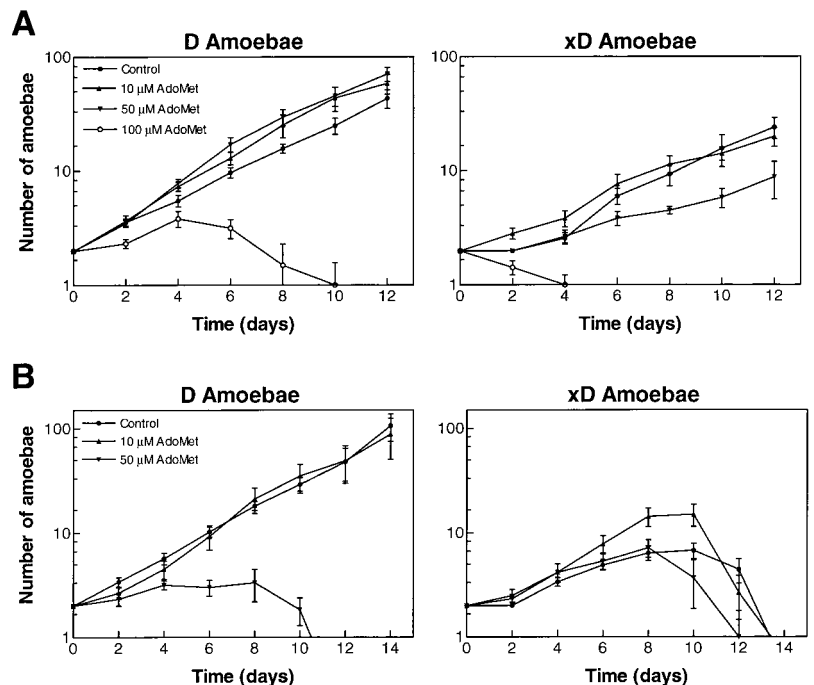 A
D Amoebae
xD Amoebae
Number of amoebae
100
10
1
Control
10 μM AdoMet
50 μM AdoMet
100 μM AdoMet
0 2 4 6 8 10 12
Time (days)
100
10
1
0 2 4 6 8 10 12
Time (days)
B
D Amoebae
xD Amoebae
Number of amoebae
100
10
1
Control
10 μM AdoMet
50 μM AdoMet
0 2 4 6 8 10 12 14
Time (days)
100
10
1
0 2 4 6 8 10 12 14
Time (days)